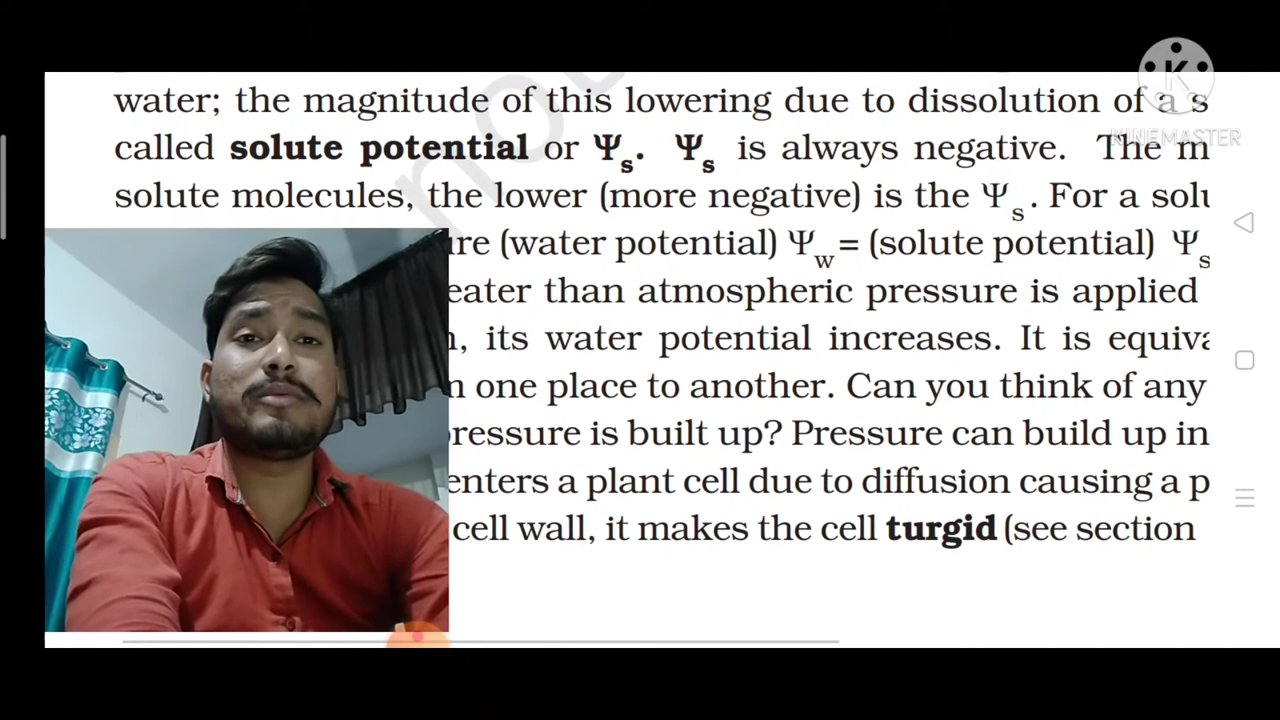 water; the magnitude of this lowering due to dissolution of a s
called solute potential or Ψs. Ψs is always negative. The m
solute molecules, the lower (more negative) is the Ψs. For a solu
ure (water potential) Ψw = (solute potential) Ψs
eater than atmospheric pressure is applied
n, its water potential increases. It is equiva
m one place to another. Can you think of any
pressure is built up? Pressure can build up in
enters a plant cell due to diffusion causing a p
cell wall, it makes the cell turgid (see section
K
KINEMASTER
no